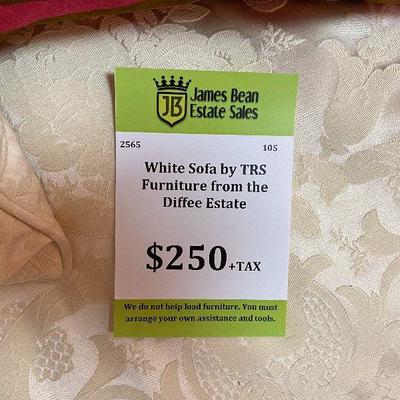 JB
James Bean
Estate Sales
2565 105
White Sofa by TRS
Furniture from the
Diffee Estate
$250+TAX
We do not help load furniture. You must
arrange your own assistance and tools.